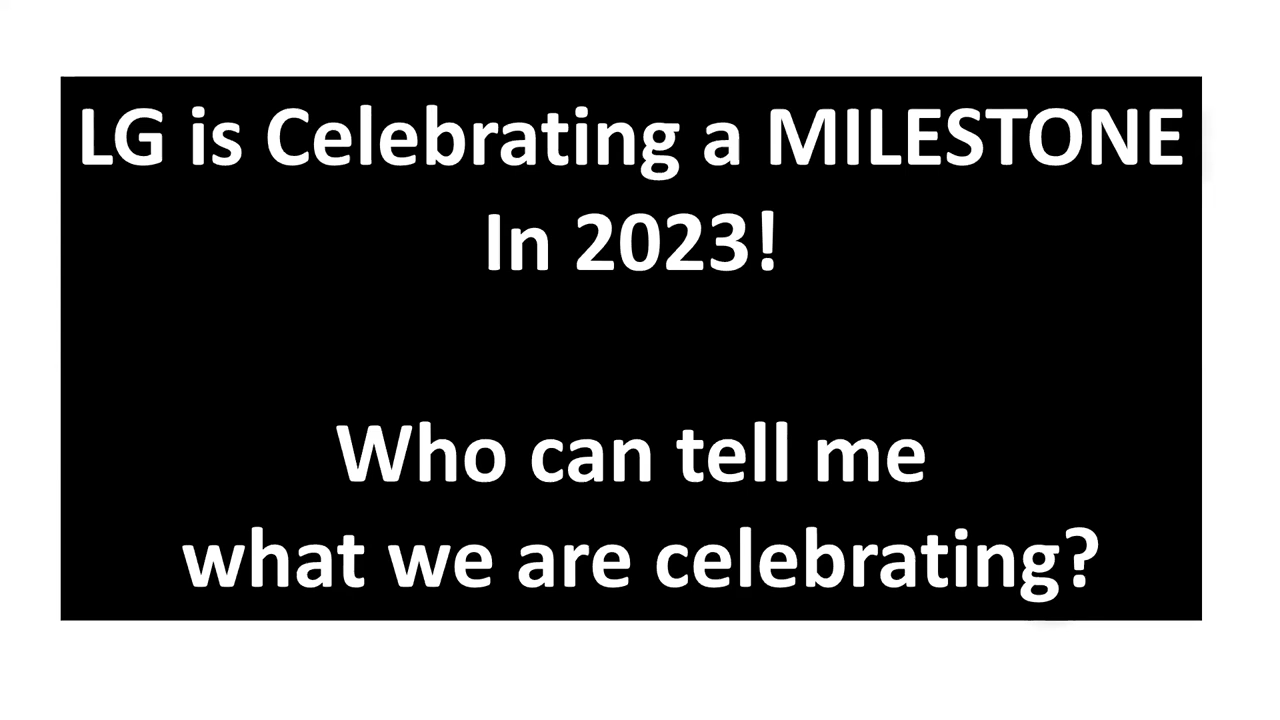 LG is Celebrating a MILESTONE
In 2023!
Who can tell me
what we are celebrating?